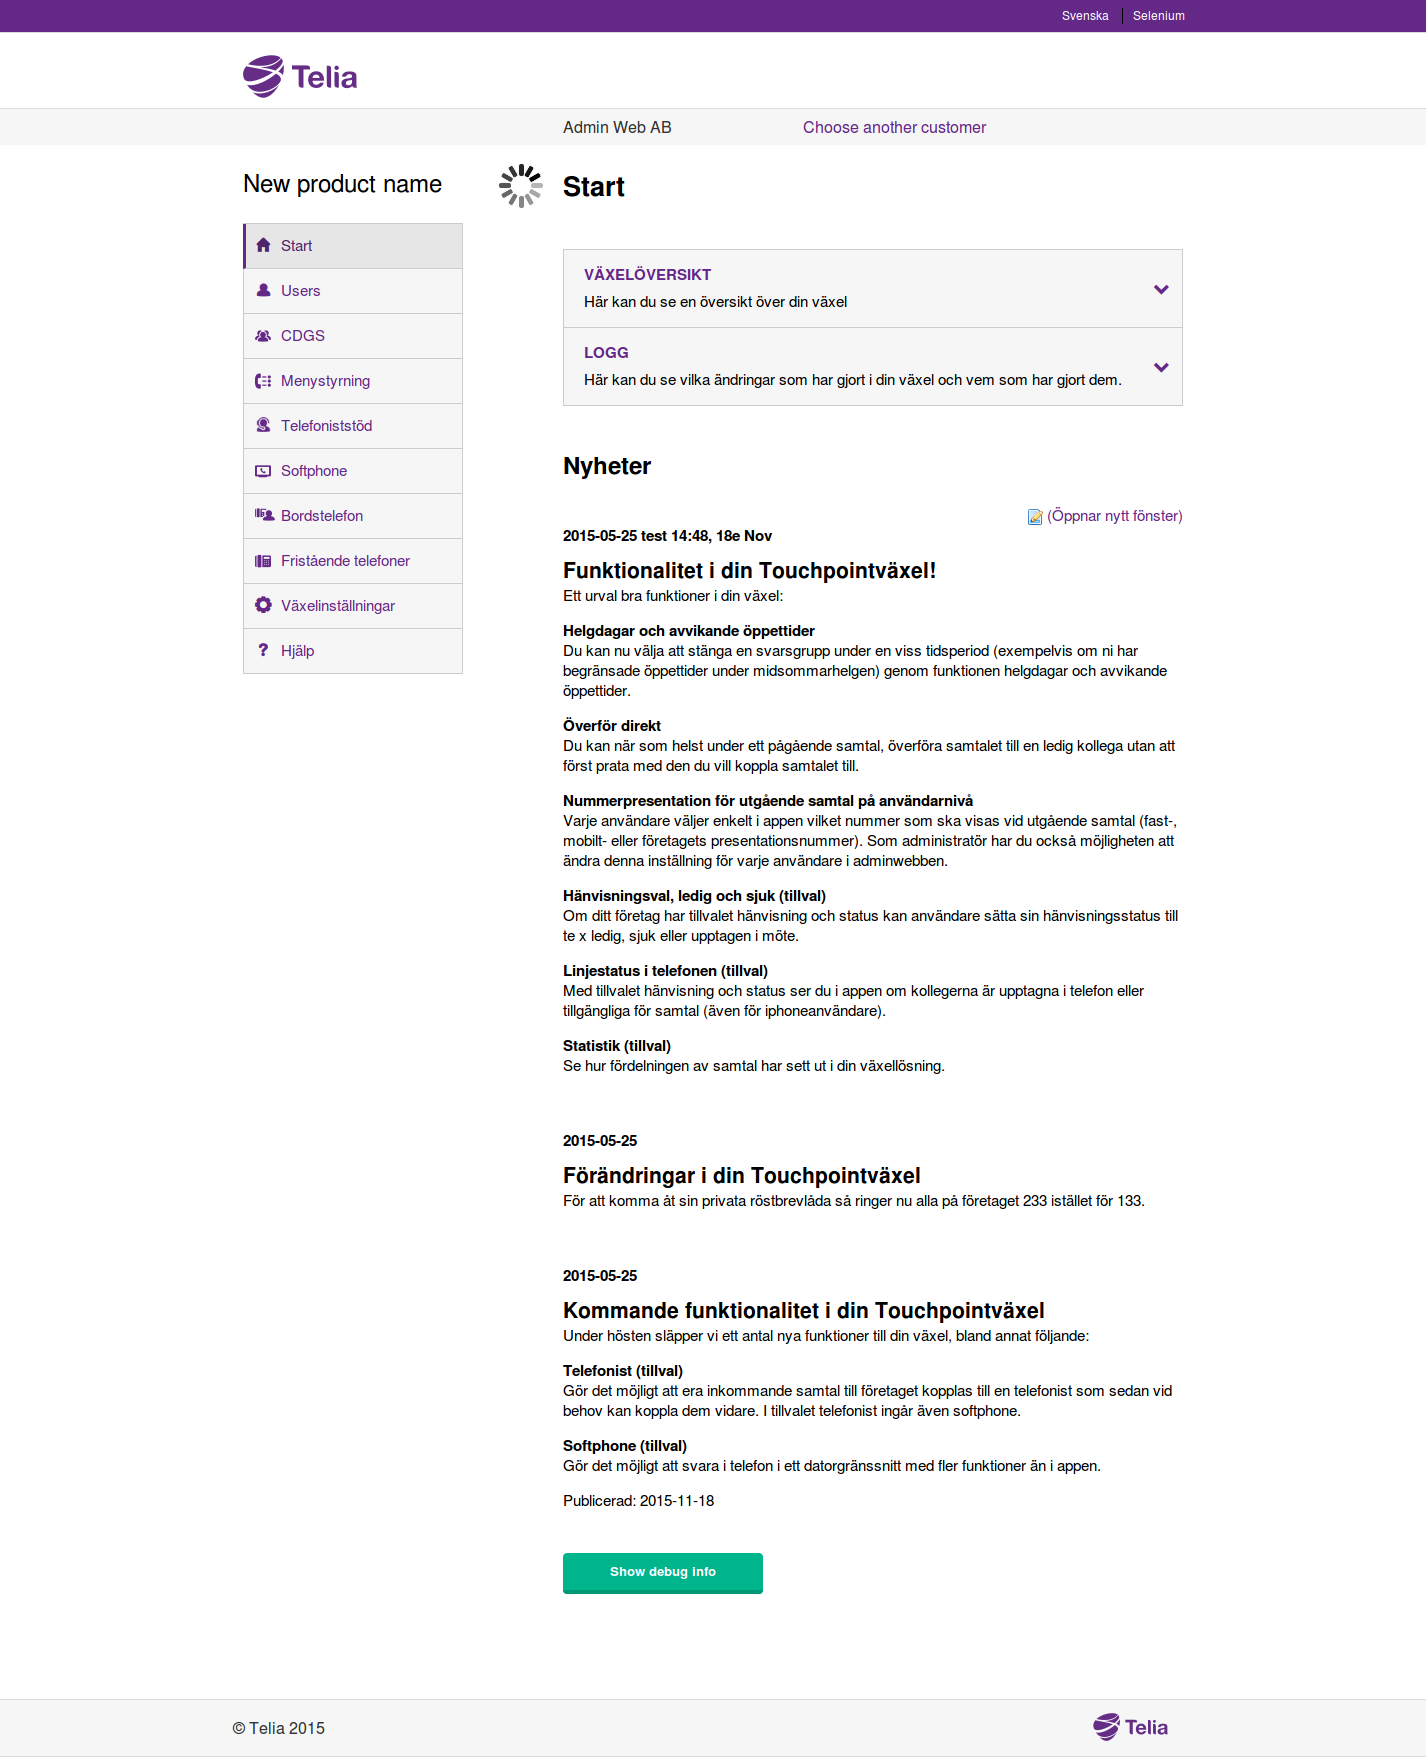 Svenska
Selenium
Telia
Admin Web AB
Choose another customer
New product name
Start
Users
CDGS
Menystyrning
Telefoniststöd
Softphone
Bordstelefon
Fristående telefoner
Växelinställningar
Hjälp
Start
VÄXELÖVERSIKT
Här kan du se en översikt över din växel
LOGG
Här kan du se vilka ändringar som har gjort i din växel och vem som har gjort dem.
Nyheter
(Öppnar nytt fönster)
2015-05-25 test 14:48, 18e Nov
Funktionalitet i din Touchpointväxel!
Ett urval bra funktioner i din växel:
Helgdagar och avvikande öppettider
Du kan nu välja att stänga en svarsgrupp under en viss tidsperiod (exempelvis om ni har
begränsade öppettider under midsommarhelgen) genom funktionen helgdagar och avvikande
öppettider.
Överför direkt
Du kan när som helst under ett pågående samtal, överföra samtalet till en ledig kollega utan att
först prata med den du vill koppla samtalet till.
Nummerpresentation för utgående samtal på användarnivå
Varje användare väljer enkelt i appen vilket nummer som ska visas vid utgående samtal (fast-,
mobilt- eller företagets presentationsnummer). Som administratör har du också möjligheten att
ändra denna inställning för varje användare i adminwebben.
Hänvisningsval, ledig och sjuk (tillval)
Om ditt företag har tillvalet hänvisning och status kan användare sätta sin hänvisningsstatus till
te x ledig, sjuk eller upptagen i möte.
Linjestatus i telefonen (tillval)
Med tillvalet hänvisning och status ser du i appen om kollegerna är upptagna i telefon eller
tillgängliga för samtal (även för iphoneanvändare).
Statistik (tillval)
Se hur fördelningen av samtal har sett ut i din växellösning.
2015-05-25
Förändringar i din Touchpointväxel
För att komma åt sin privata röstbrevlåda så ringer nu alla på företaget 233 istället för 133.
2015-05-25
Kommande funktionalitet i din Touchpointväxel
Under hösten släpper vi ett antal nya funktioner till din växel, bland annat följande:
Telefonist (tillval)
Gör det möjligt att era inkommande samtal till företaget kopplas till en telefonist som sedan vid
behov kan koppla dem vidare. I tillvalet telefonist ingår även softphone.
Softphone (tillval)
Gör det möjligt att svara i telefon i ett datorgränssnitt med fler funktioner än i appen.
Publicerad: 2015-11-18
Show debug info
© Telia 2015
Telia